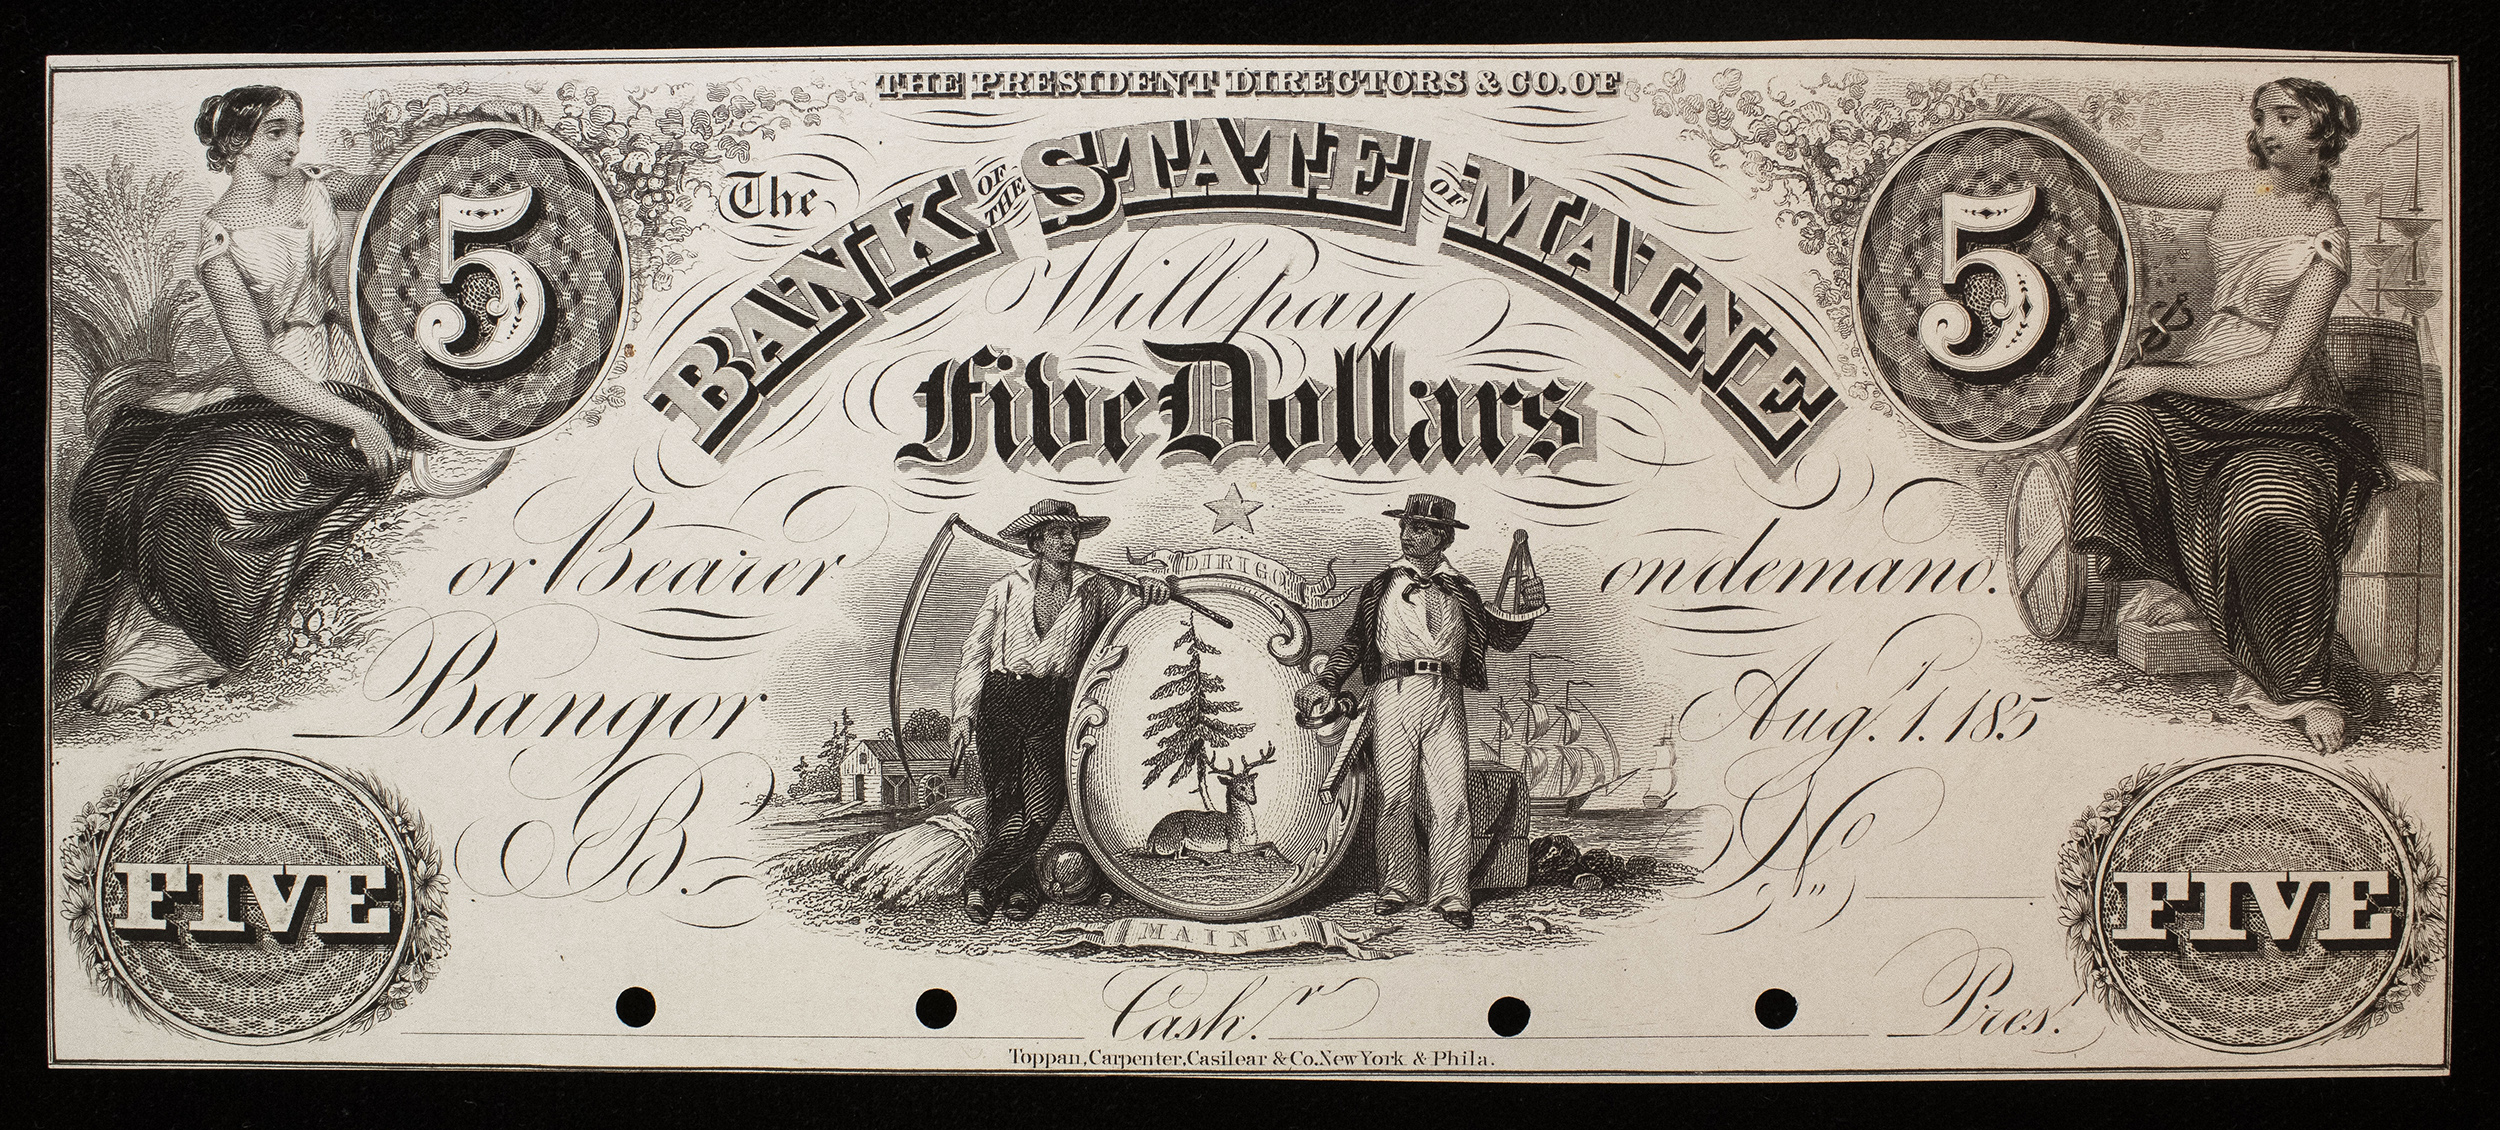 THE PRESIDENT DIRECTORS & CO. OF
The BANK OF THE STATE OF MAINE
Will pay
5
5
Five Dollars
or Bearer
on demand.
DIRIGO
Bangor
Aug.t 1. 185
B.
No
FIVE
FIVE
MAINE.
Cash.r
Pres.t
Toppan, Carpenter, Casilear & Co. New York & Phila.